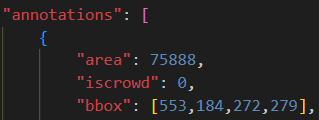 "annotations": [
{
"area": 75888,
"iscrowd": 0,
"bbox": [553,184,272,279],